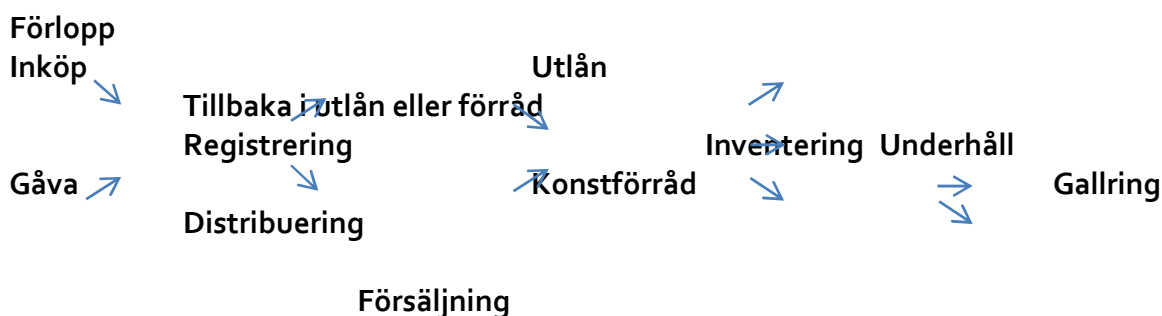 Förlopp
Inköp Utlån
Tillbaka i utlån eller förråd
Registrering Inventering Underhåll
Gåva Konstförråd Gallring
Distribuering
Försäljning